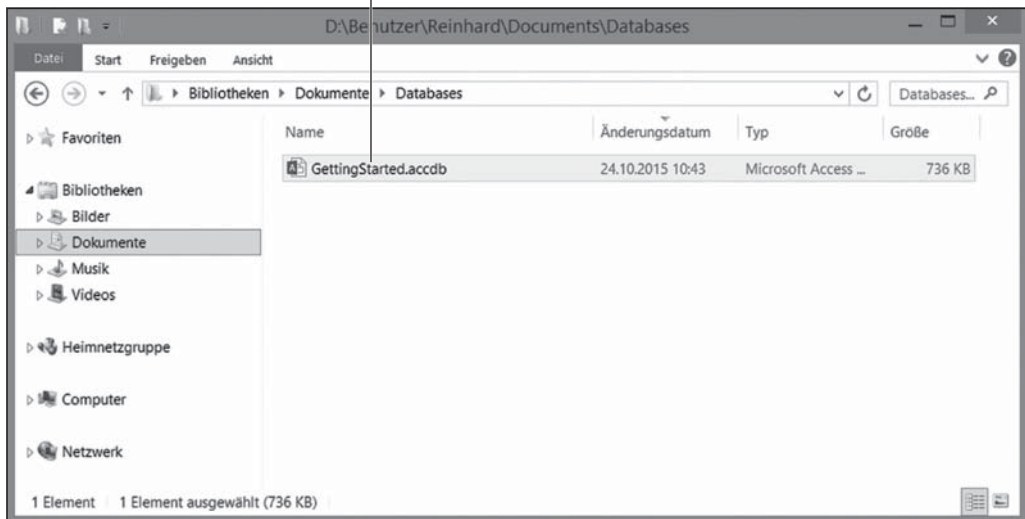 D:\Benutzer\Reinhard\Documents\Databases
Datei Start Freigeben Ansicht
Bibliotheken Dokumente Databases Databases...
Name Änderungsdatum Typ Größe
Favoriten
GettingStarted.accdb 24.10.2015 10:43 Microsoft Access ... 736 KB
Bibliotheken
Bilder
Dokumente
Musik
Videos
Heimnetzgruppe
Computer
Netzwerk
1 Element 1 Element ausgewählt (736 KB)